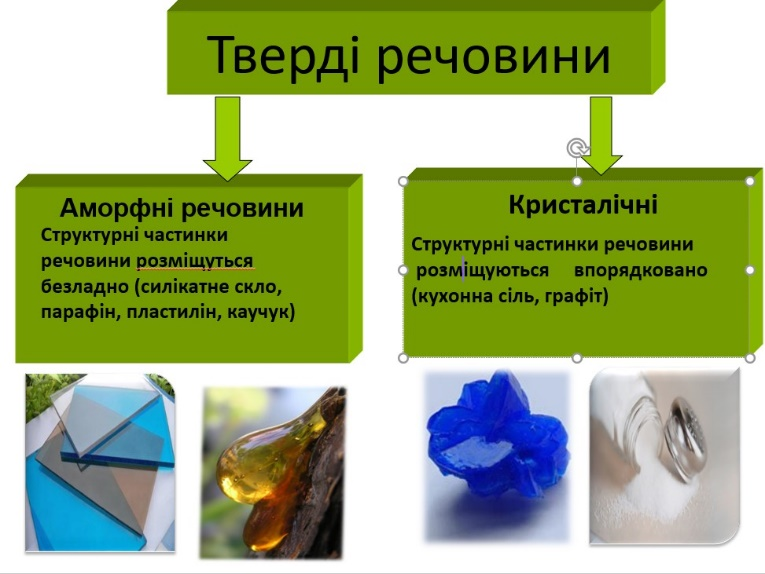 Тверді речовини
Аморфні речовини
Структурні частинки
речовини розміщуться
безладно (силікатне скло,
парафін, пластилін, каучук)
Кристалічні
Структурні частинки речовини
розміщуються впорядковано
(кухонна сіль, графіт)